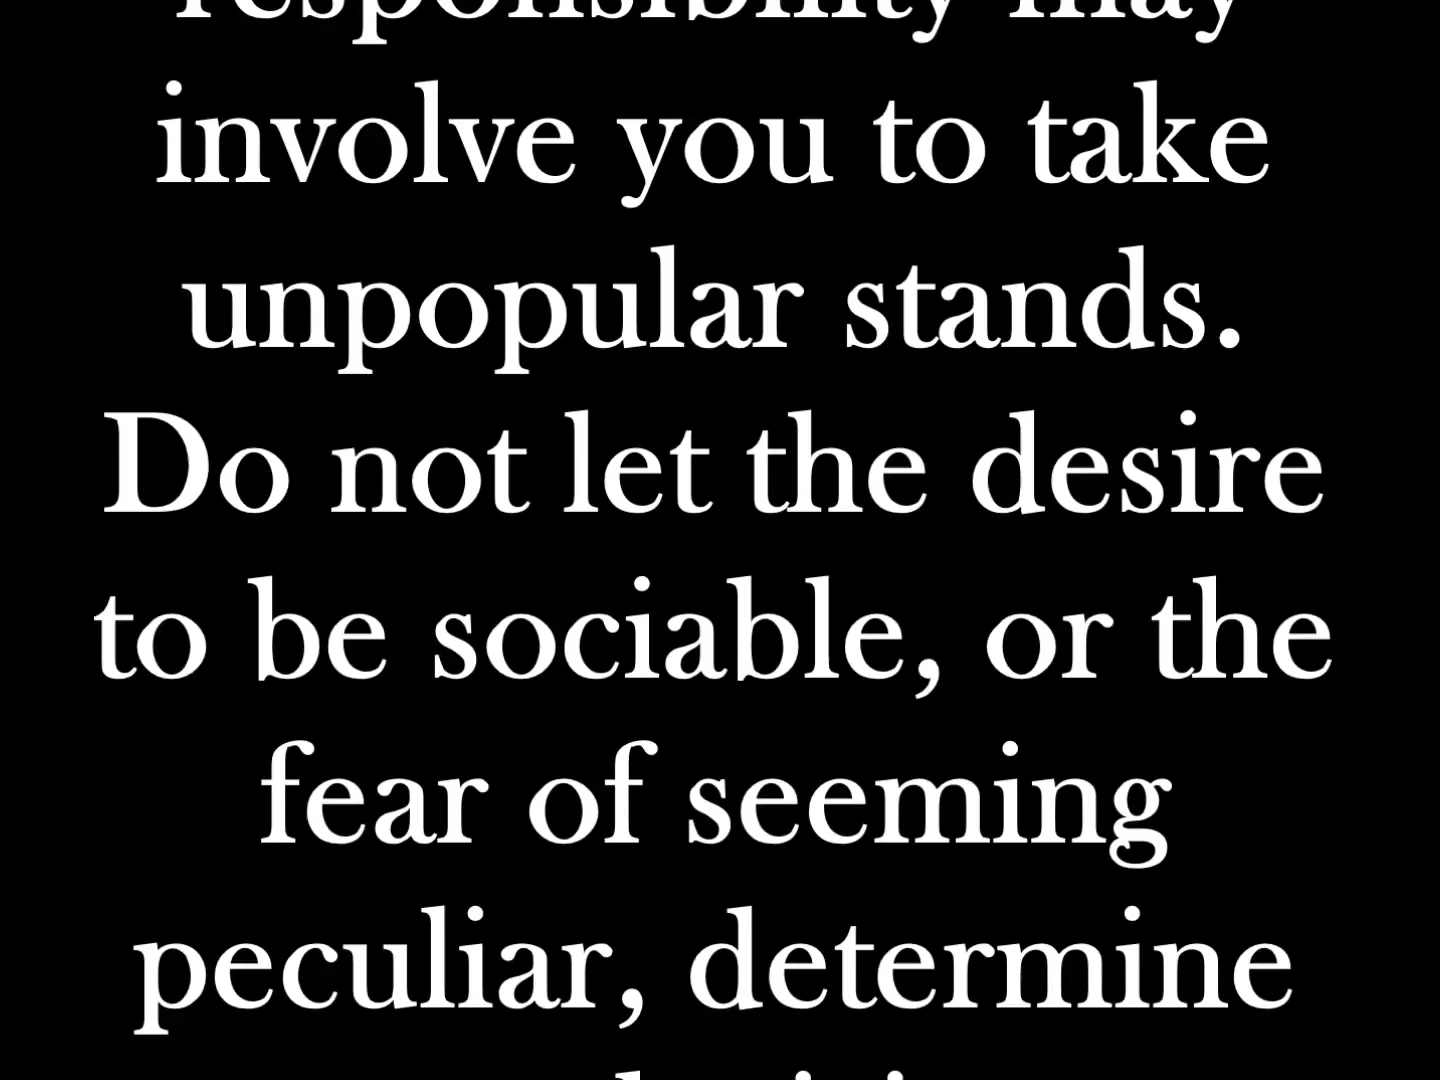 responsibility may
involve you to take
unpopular stands.
Do not let the desire
to be sociable, or the
fear of seeming
peculiar, determine